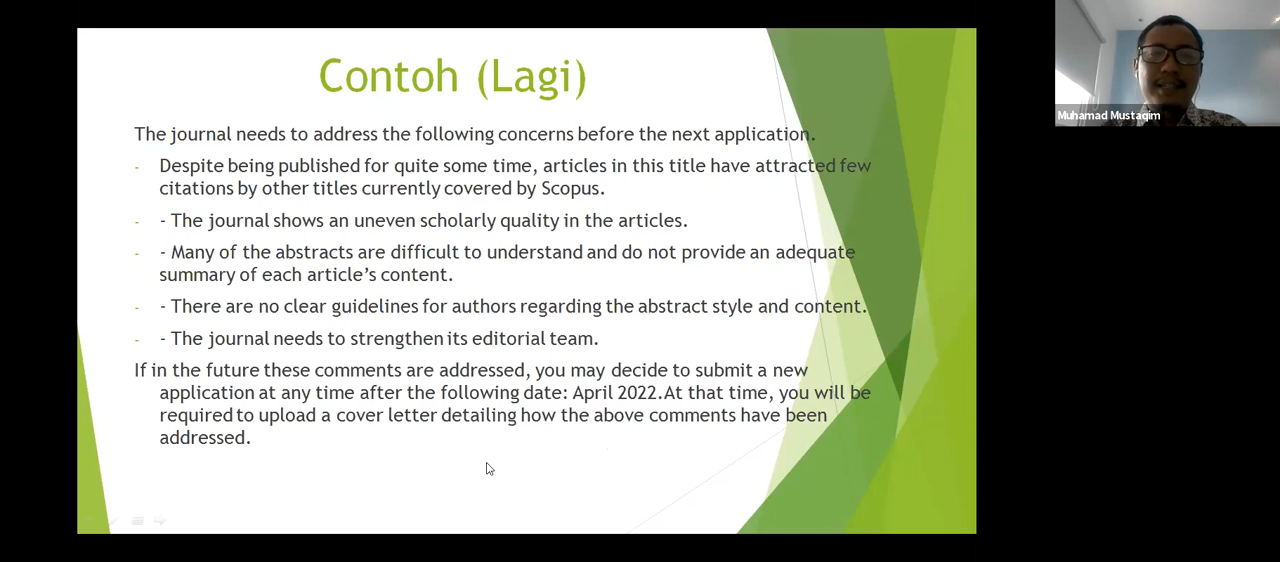 Contoh (Lagi)
The journal needs to address the following concerns before the next application.
- Despite being published for quite some time, articles in this title have attracted few
citations by other titles currently covered by Scopus.
- - The journal shows an uneven scholarly quality in the articles.
- - Many of the abstracts are difficult to understand and do not provide an adequate
summary of each article's content.
- - There are no clear guidelines for authors regarding the abstract style and content.
- - The journal needs to strengthen its editorial team.
If in the future these comments are addressed, you may decide to submit a new
application at any time after the following date: April 2022.At that time, you will be
required to upload a cover letter detailing how the above comments have been
addressed.
Muhamad Mustaqim